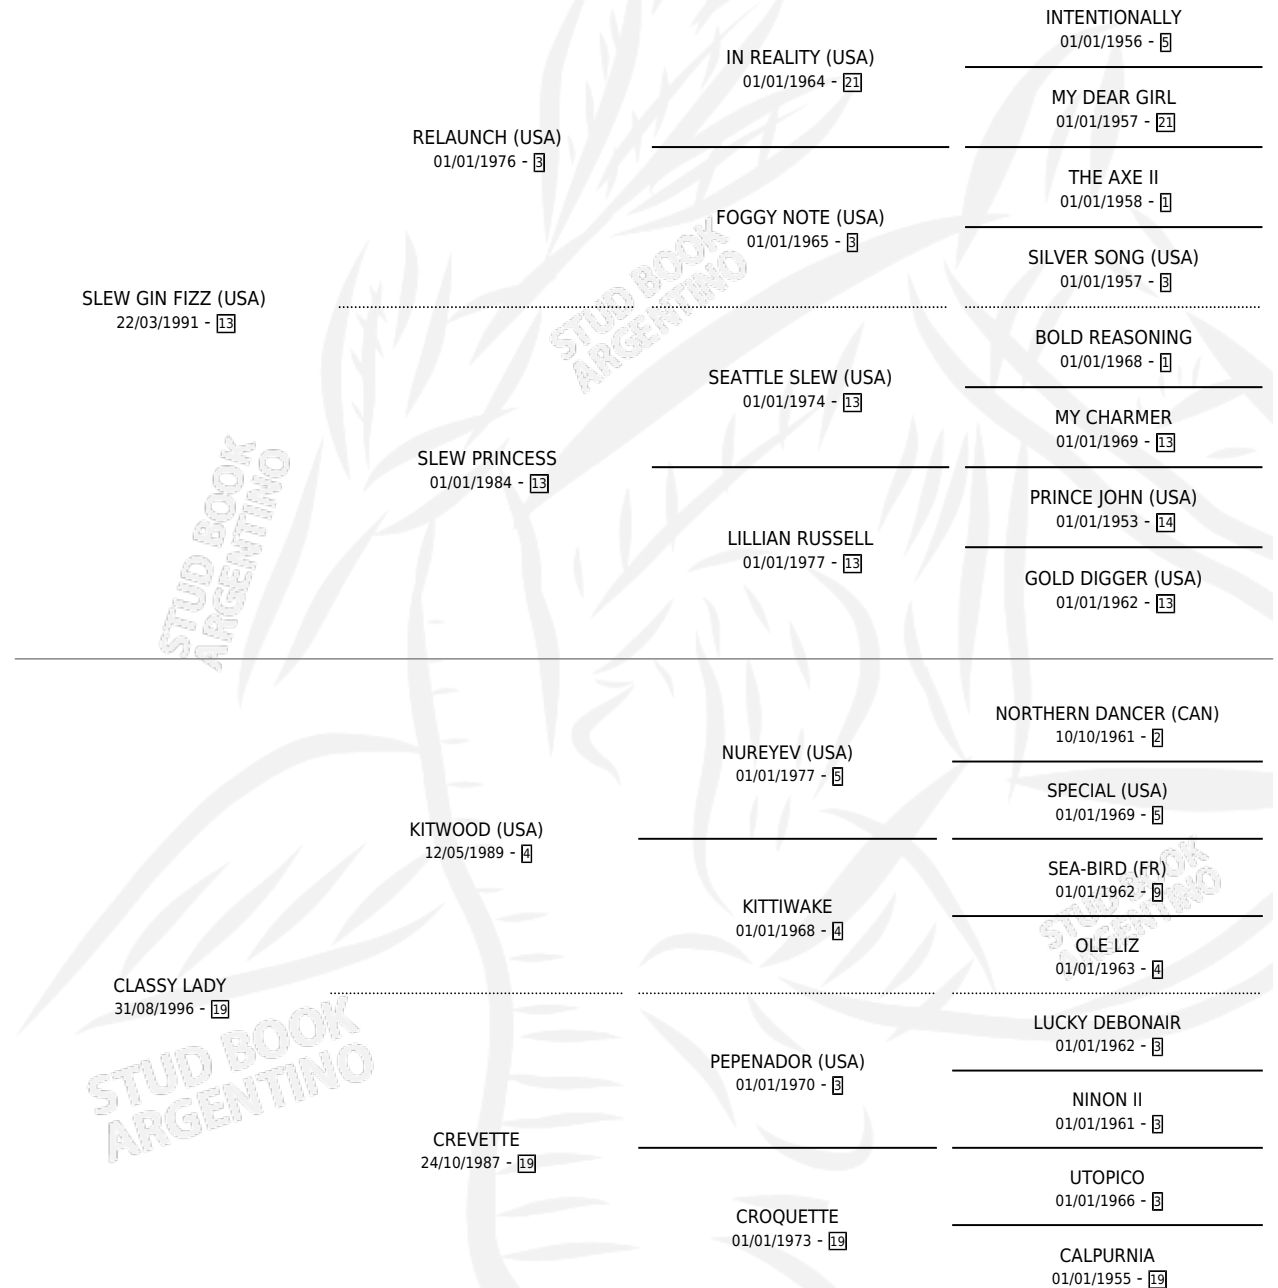 INTENTIONALLY
01/01/1956 - 5
IN REALITY (USA)
01/01/1964 - 21
MY DEAR GIRL
01/01/1957 - 21
RELAUNCH (USA)
01/01/1976 - 3
THE AXE II
01/01/1958 - 1
FOGGY NOTE (USA)
01/01/1965 - 3
SILVER SONG (USA)
01/01/1957 - 3
SLEW GIN FIZZ (USA)
22/03/1991 - 13
BOLD REASONING
01/01/1968 - 1
SEATTLE SLEW (USA)
01/01/1974 - 13
MY CHARMER
01/01/1969 - 13
SLEW PRINCESS
01/01/1984 - 13
PRINCE JOHN (USA)
01/01/1953 - 14
LILLIAN RUSSELL
01/01/1977 - 13
GOLD DIGGER (USA)
01/01/1962 - 13
NORTHERN DANCER (CAN)
10/10/1961 - 2
NUREYEV (USA)
01/01/1977 - 5
SPECIAL (USA)
01/01/1969 - 5
KITWOOD (USA)
12/05/1989 - 4
SEA-BIRD (FR)
01/01/1962 - 9
KITTIWAKE
01/01/1968 - 4
OLE LIZ
01/01/1963 - 4
CLASSY LADY
31/08/1996 - 19
LUCKY DEBONAIR
01/01/1962 - 3
PEPENADOR (USA)
01/01/1970 - 3
NINON II
01/01/1961 - 3
CREVETTE
24/10/1987 - 19
UTOPICO
01/01/1966 - 3
CROQUETTE
01/01/1973 - 19
CALPURNIA
01/01/1955 - 19
STUD BOOK
ARGENTINO
STUD BOOK
ARGENTINO
STUD BOOK
ARGENTINO
STUD BOOK
ARGENTINO